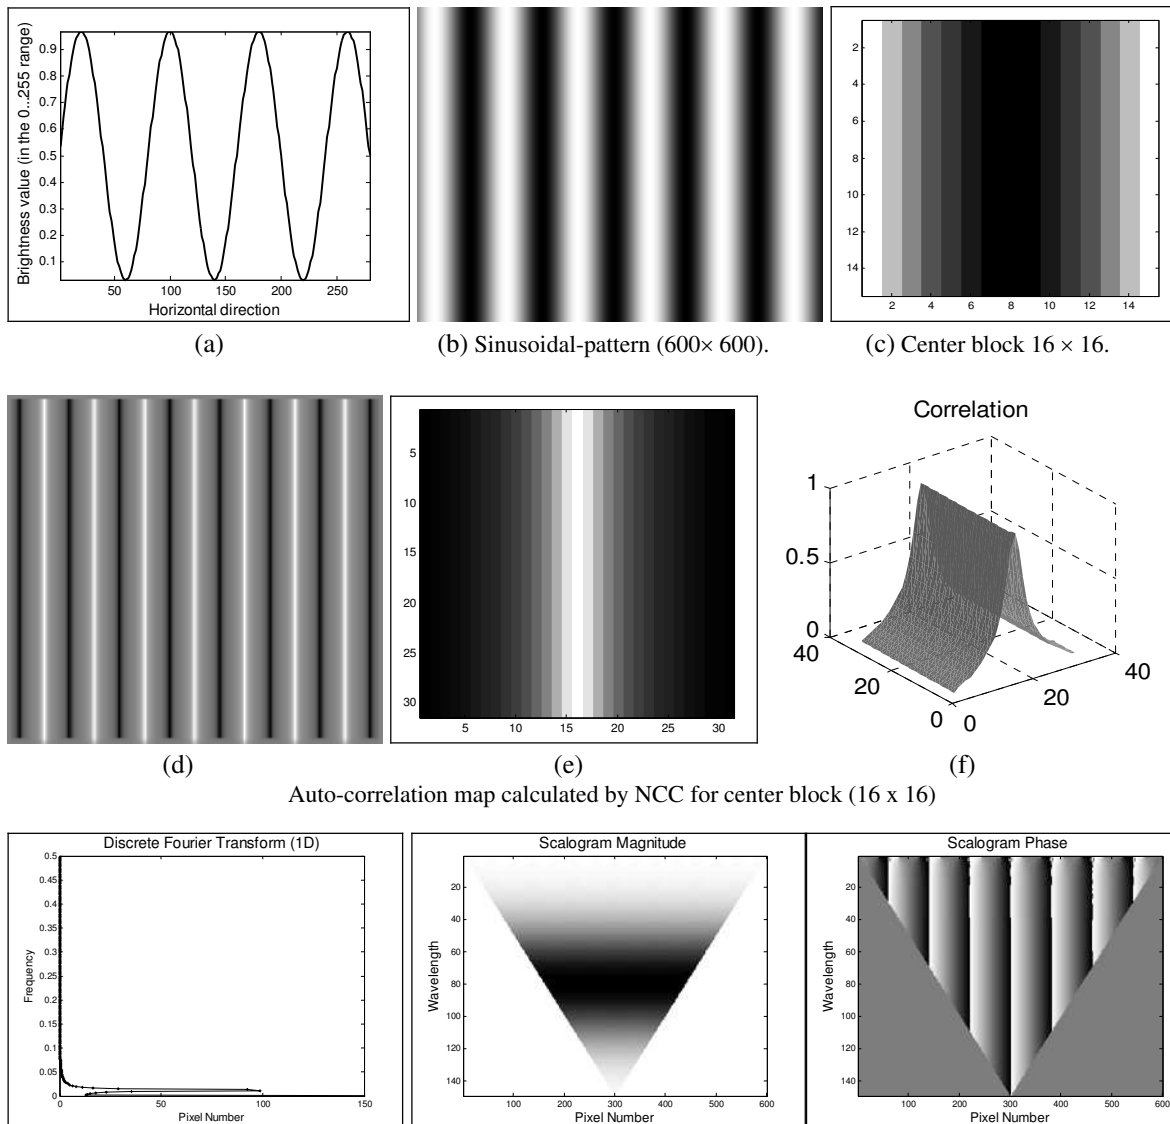 0.9
0.8
0.7
0.6
0.5
0.4
0.3
0.2
0.1
Brightness value (in the 0...255 range)
50 100 150 200 250
Horizontal direction
2
4
6
8
10
12
14
2 4 6 8 10 12 14
(a)
(b) Sinusoidal-pattern (600× 600).
(c) Center block 16 × 16.
5
10
15
20
25
30
5 10 15 20 25 30
Correlation
1
0.5
0
40
20
0
0
20
40
(d)
(e)
(f)
Auto-correlation map calculated by NCC for center block (16 x 16)
Discrete Fourier Transform (1D)
0.5
0.45
0.4
0.35
0.3
0.25
0.2
0.15
0.1
0.05
0
Frequency
0 50 100 150
Pixel Number
Scalogram Magnitude
20
40
60
80
100
120
140
Wavelength
100 200 300 400 500 600
Pixel Number
Scalogram Phase
20
40
60
80
100
120
140
Wavelength
100 200 300 400 500 600
Pixel Number